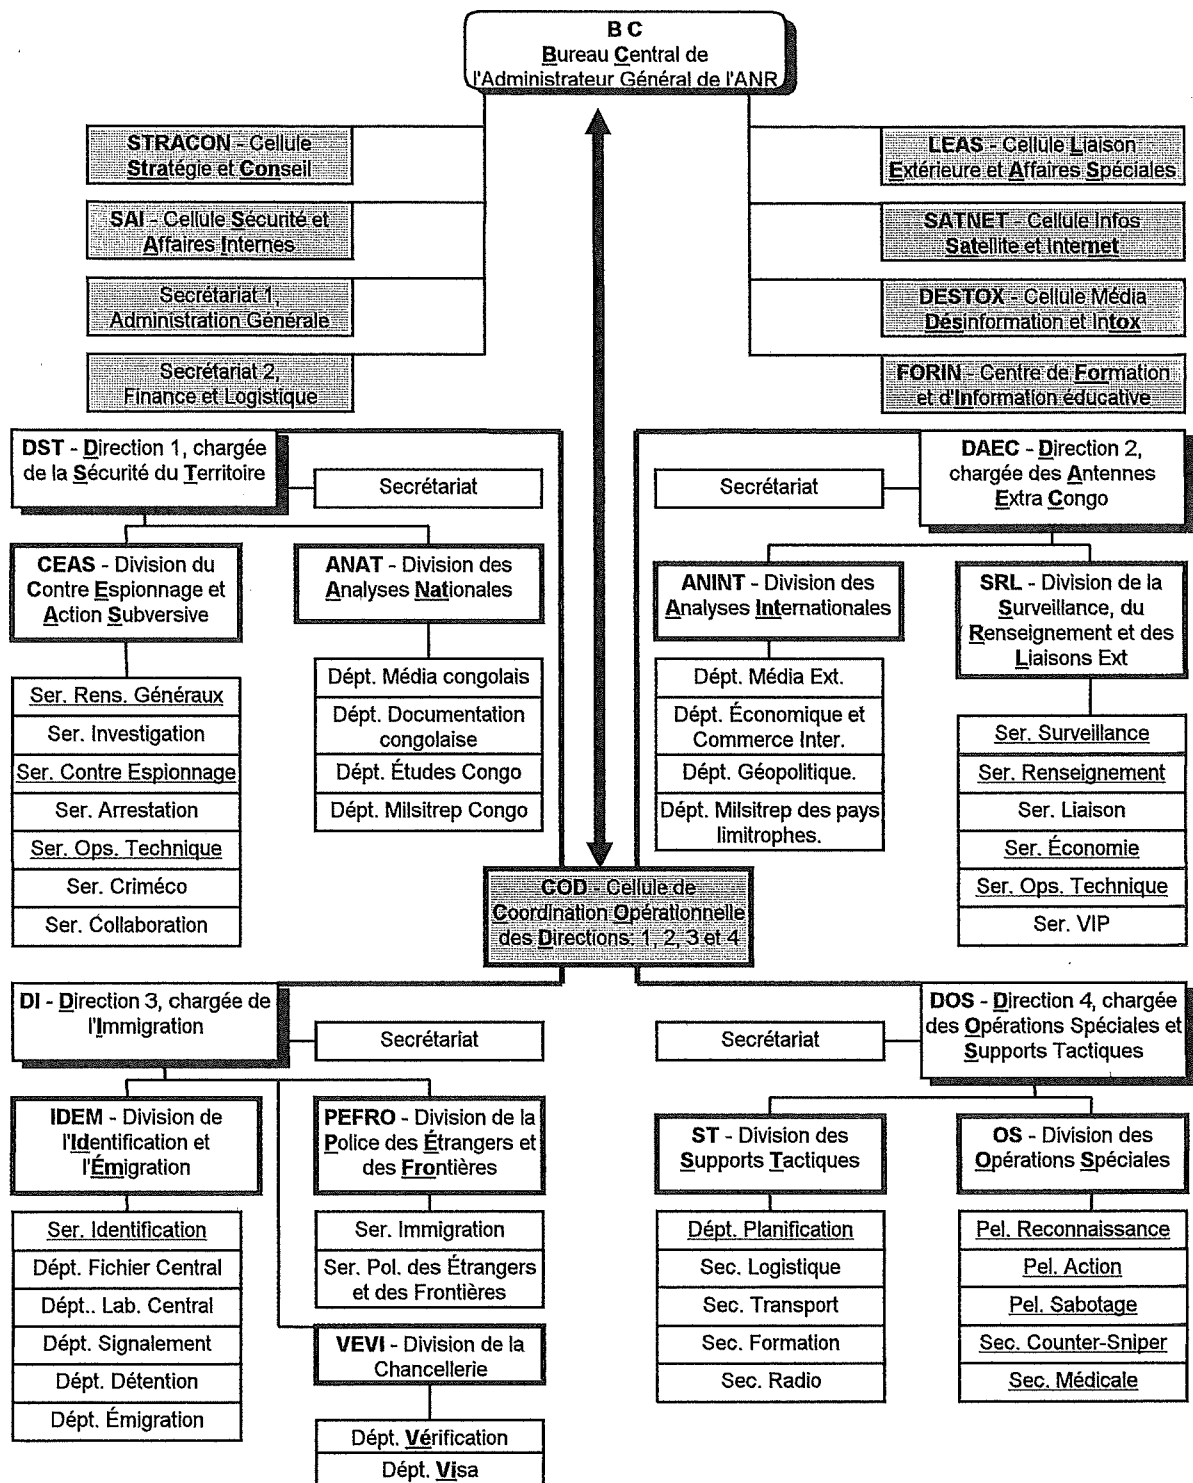 B C
Bureau Central de
l'Administrateur Général de l'ANR
STRACON - Cellule
Stratégie et Conseil
SAI - Cellule Sécurité et
Affaires Internes
Secrétariat 1,
Administration Générale
Secrétariat 2,
Finance et Logistique
LEAS - Cellule Liaison
Extérieure et Affaires Spéciales
SATNET - Cellule Infos
Satellite et Internet
DESTOX - Cellule Média
Désinformation et Intox
FORIN - Centre de Formation
et d'Information éducative
DST - Direction 1, chargée
de la Sécurité du Territoire
Secrétariat
CEAS - Division du
Contre Espionnage et
Action Subversive
ANAT - Division des
Analyses Nationales
Ser. Rens. Généraux
Ser. Investigation
Ser. Contre Espionnage
Ser. Arrestation
Ser. Ops. Technique
Ser. Criméco
Ser. Collaboration
Dépt. Média congolais
Dépt. Documentation
congolaise
Dépt. Études Congo
Dépt. Milsitrep Congo
DAEC - Direction 2,
chargée des Antennes
Extra Congo
Secrétariat
ANINT - Division des
Analyses Internationales
SRL - Division de la
Surveillance, du
Renseignement et des
Liaisons Ext
Dépt. Média Ext.
Dépt. Économique et
Commerce Inter.
Dépt. Géopolitique.
Dépt. Milsitrep des pays
limitrophes.
Ser. Surveillance
Ser. Renseignement
Ser. Liaison
Ser. Économie
Ser. Ops. Technique
Ser. VIP
COD - Cellule de
Coordination Opérationnelle
des Directions: 1, 2, 3 et 4
DI - Direction 3, chargée de
l'Immigration
Secrétariat
IDEM - Division de
l'Identification et
l'Émigration
PEFRO - Division de la
Police des Étrangers et
des Frontières
Ser. Identification
Dépt. Fichier Central
Dépt.. Lab. Central
Dépt. Signalement
Dépt. Détention
Dépt. Émigration
Ser. Immigration
Ser. Pol. des Étrangers
et des Frontières
VEVI - Division de la
Chancellerie
Dépt. Vérification
Dépt. Visa
DOS - Direction 4, chargée
des Opérations Spéciales et
Supports Tactiques
Secrétariat
ST - Division des
Supports Tactiques
OS - Division des
Opérations Spéciales
Dépt. Planification
Sec. Logistique
Sec. Transport
Sec. Formation
Sec. Radio
Pel. Reconnaissance
Pel. Action
Pel. Sabotage
Sec. Counter-Sniper
Sec. Médicale